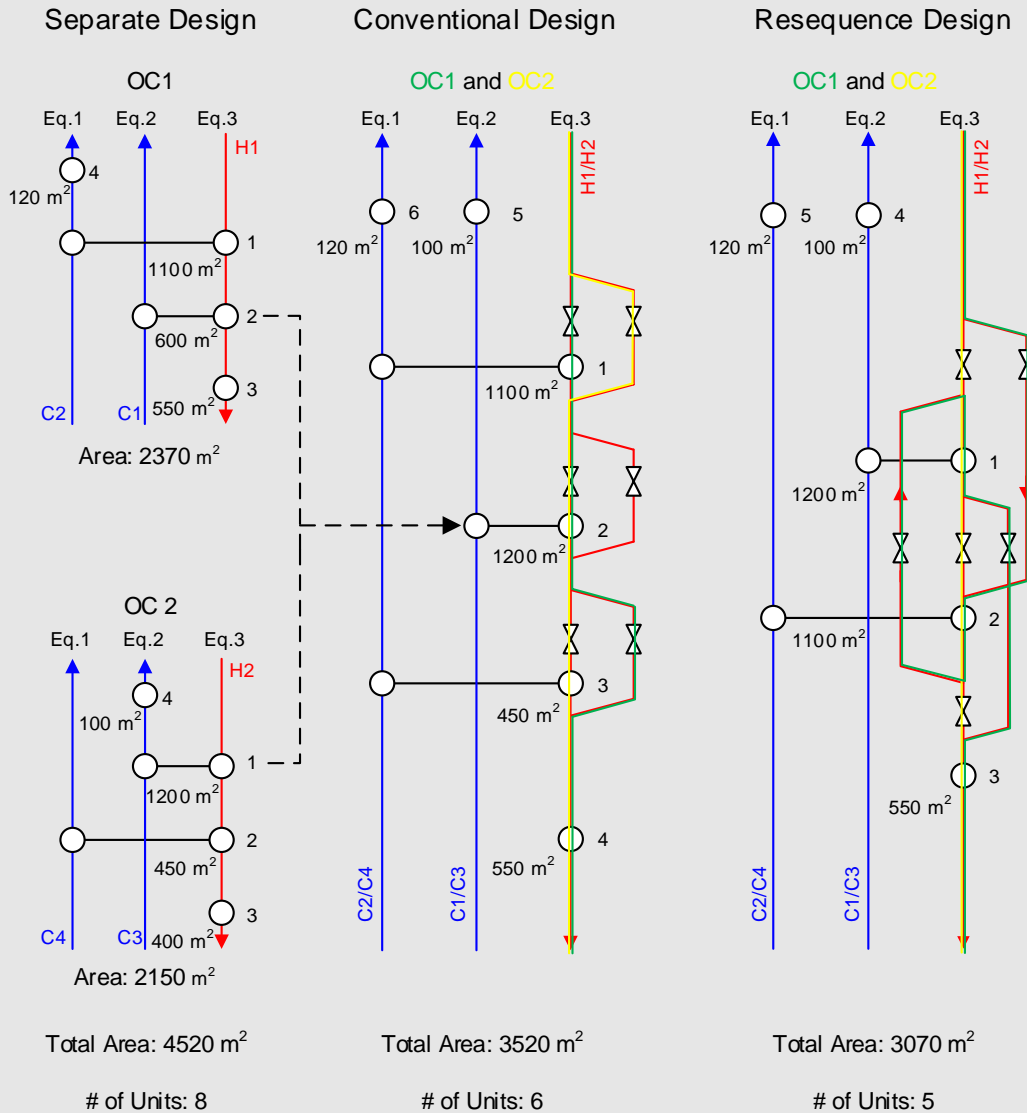 Separate Design
OC1
Eq.1 Eq.2 Eq.3
H1
4
120 m²
1
1100 m²
2
600 m²
3
550 m²
C2 C1
Area: 2370 m²
OC 2
Eq.1 Eq.2 Eq.3
H2
4
100 m²
1
1200 m²
2
450 m²
3
C4 C3 400 m²
Area: 2150 m²
Total Area: 4520 m²
# of Units: 8
Conventional Design
OC1 and OC2
Eq.1 Eq.2 Eq.3
H1/H2
6 5
120 m² 100 m²
1
1100 m²
2
1200 m²
3
450 m²
4
550 m²
C2/C4 C1/C3
Total Area: 3520 m²
# of Units: 6
Resequence Design
OC1 and OC2
Eq.1 Eq.2 Eq.3
H1/H2
5 4
120 m² 100 m²
1
1200 m²
2
1100 m²
3
550 m²
C2/C4 C1/C3
Total Area: 3070 m²
# of Units: 5